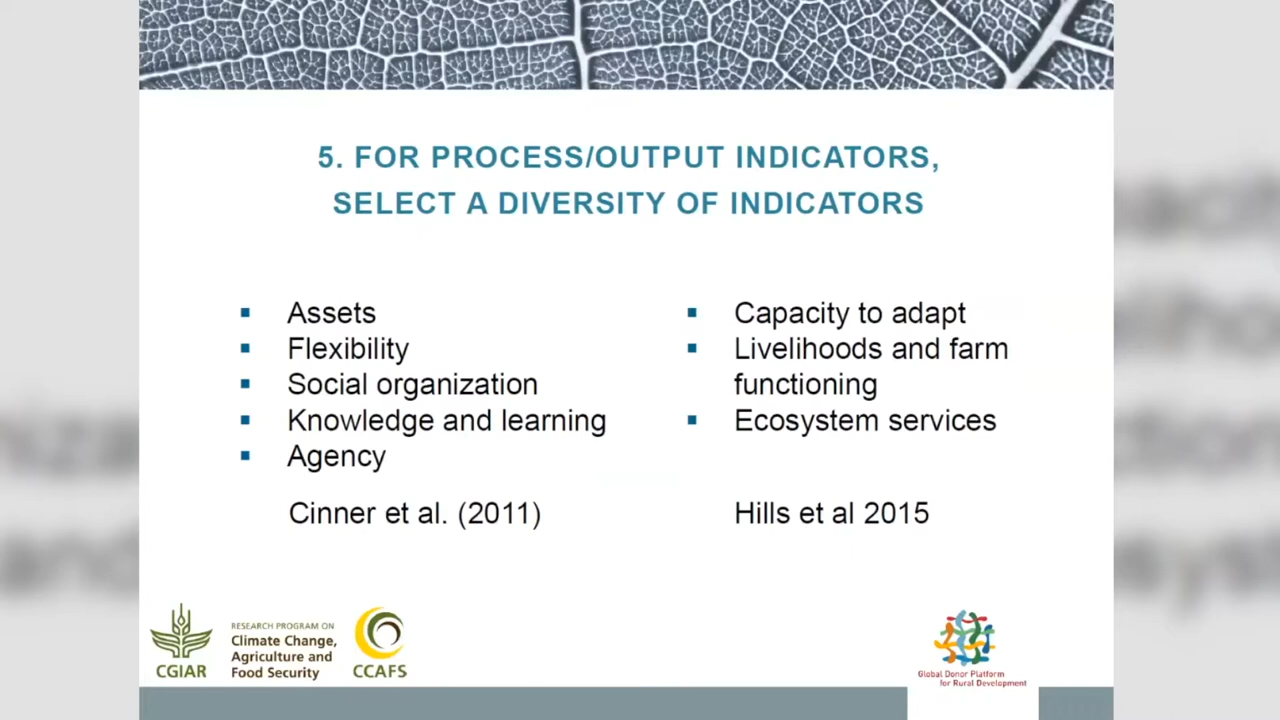 5. FOR PROCESS/OUTPUT INDICATORS,
SELECT A DIVERSITY OF INDICATORS
Assets
Flexibility
Social organization
Knowledge and learning
Agency
Cinner et al. (2011)
Capacity to adapt
Livelihoods and farm
functioning
Ecosystem services
Hills et al 2015
CGIAR
RESEARCH PROGRAM ON
Climate Change,
Agriculture and
Food Security
CCAFS
Global Donor Platform
for Rural Development